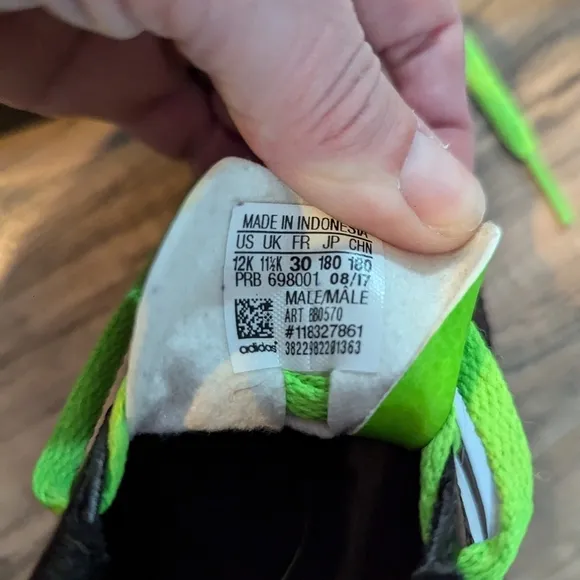 MADE IN INDONESIA
US UK FR JP CHN
12K 11½K 30 180 180
PRB 698001 08/17
MALE/MÂLE
ART BB0570
#118327861
adidas 3822982201363